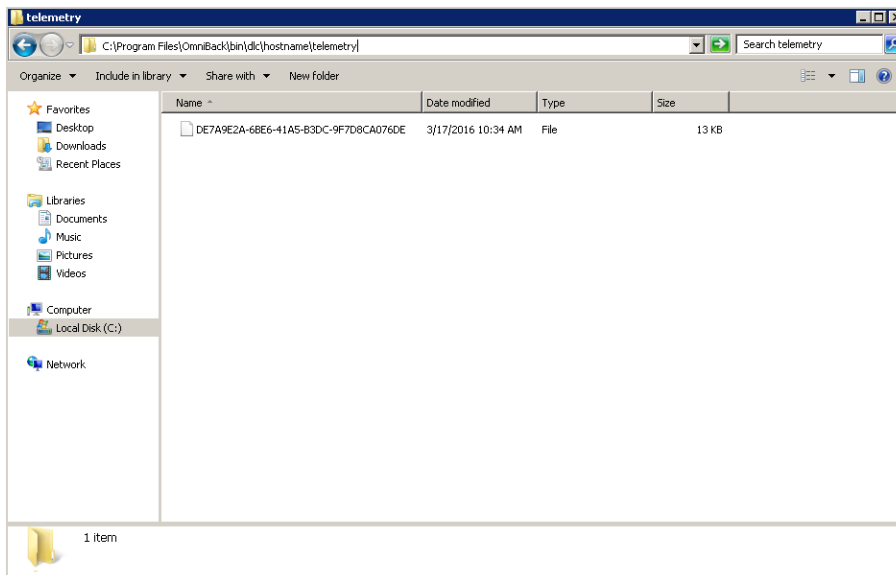 telemetry
C:\Program Files\OmniBack\bin\dlc\hostname\telemetry
Search telemetry
Organize Include in library Share with New folder
Favorites
Desktop
Downloads
Recent Places
Libraries
Documents
Music
Pictures
Videos
Computer
Local Disk (C:)
Network
Name Date modified Type Size
DE7A9E2A-6BE6-41A5-B3DC-9F7D8CA076DE 3/17/2016 10:34 AM File 13 KB
1 item